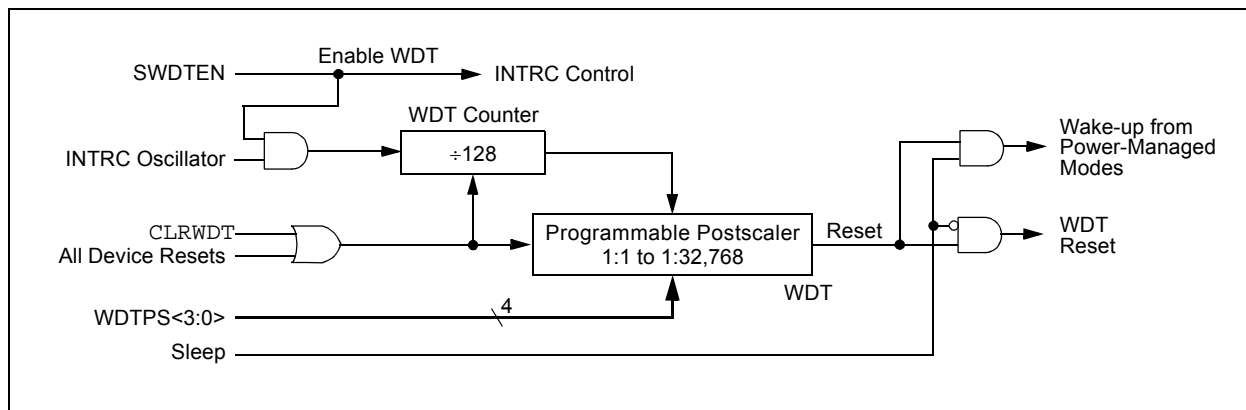 Enable WDT
SWDTEN
INTRC Control
WDT Counter
INTRC Oscillator
÷128
Wake-up from
Power-Managed
Modes
CLRWDT
All Device Resets
Programmable Postscaler
1:1 to 1:32,768
Reset
WDT
Reset
WDT
WDTPS<3:0>
4
Sleep